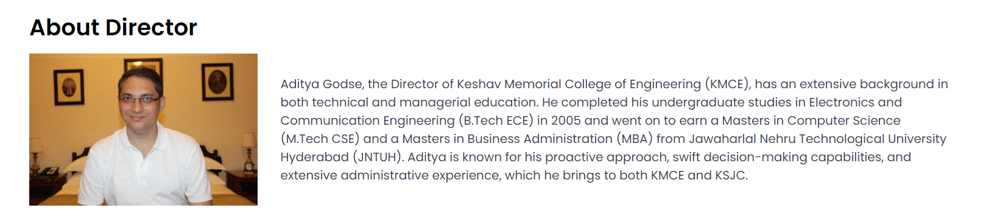 About Director
Aditya Godse, the Director of Keshav Memorial College of Engineering (KMCE), has an extensive background in
both technical and managerial education. He completed his undergraduate studies in Electronics and
Communication Engineering (B.Tech ECE) in 2005 and went on to earn a Masters in Computer Science
(M.Tech CSE) and a Masters in Business Administration (MBA) from Jawaharlal Nehru Technological University
Hyderabad (JNTUH). Aditya is known for his proactive approach, swift decision-making capabilities, and
extensive administrative experience, which he brings to both KMCE and KSJC.